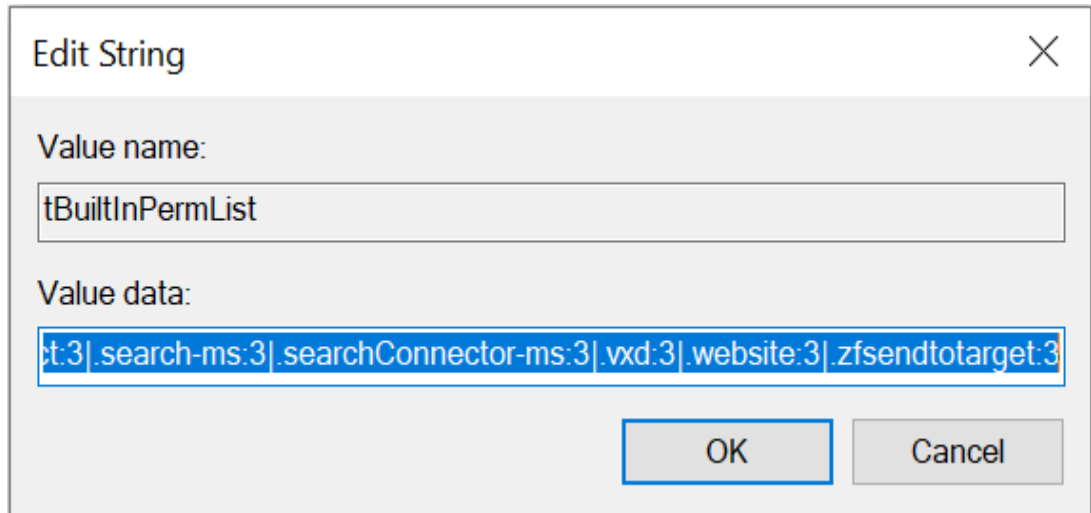 Edit String
Value name:
tBuiltInPermList
Value data:
ct:3|.search-ms:3|.searchConnector-ms:3|.vxd:3|.website:3|.zfsendtotarget:3
OK
Cancel